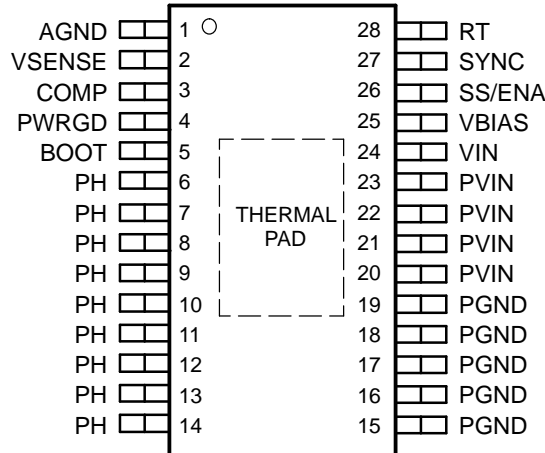 AGND 1 28 RT
VSENSE 2 27 SYNC
COMP 3 26 SS/ENA
PWRGD 4 25 VBIAS
BOOT 5 24 VIN
PH 6 23 PVIN
PH 7 THERMAL 22 PVIN
PH 8 PAD 21 PVIN
PH 9 20 PVIN
PH 10 19 PGND
PH 11 18 PGND
PH 12 17 PGND
PH 13 16 PGND
PH 14 15 PGND